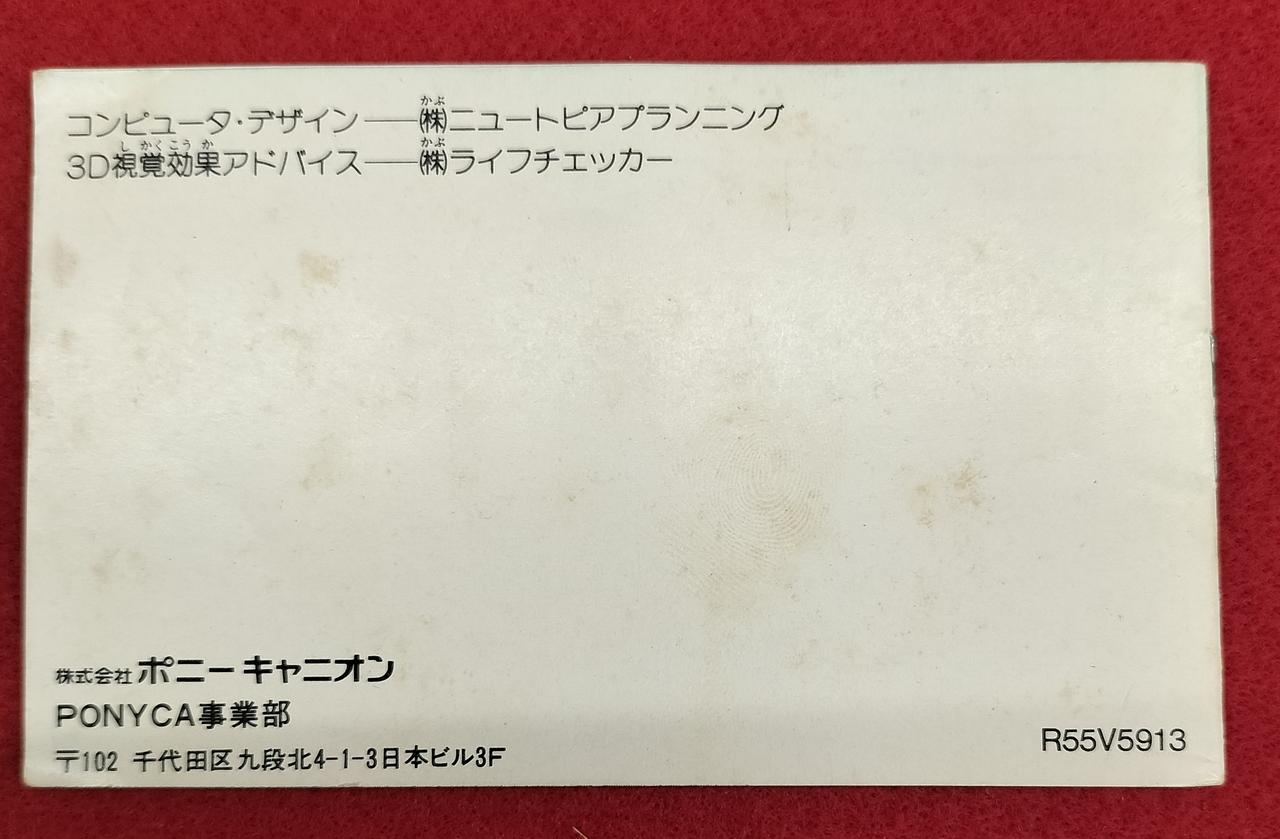 コンピュータ・デザイン——㈱ニュートピアプランニング
3D視覚効果アドバイス——㈱ライフチェッカー
株式会社ポニーキャニオン
PONYCA事業部
〒102 千代田区九段北4-1-3日本ビル3F
R55V5913